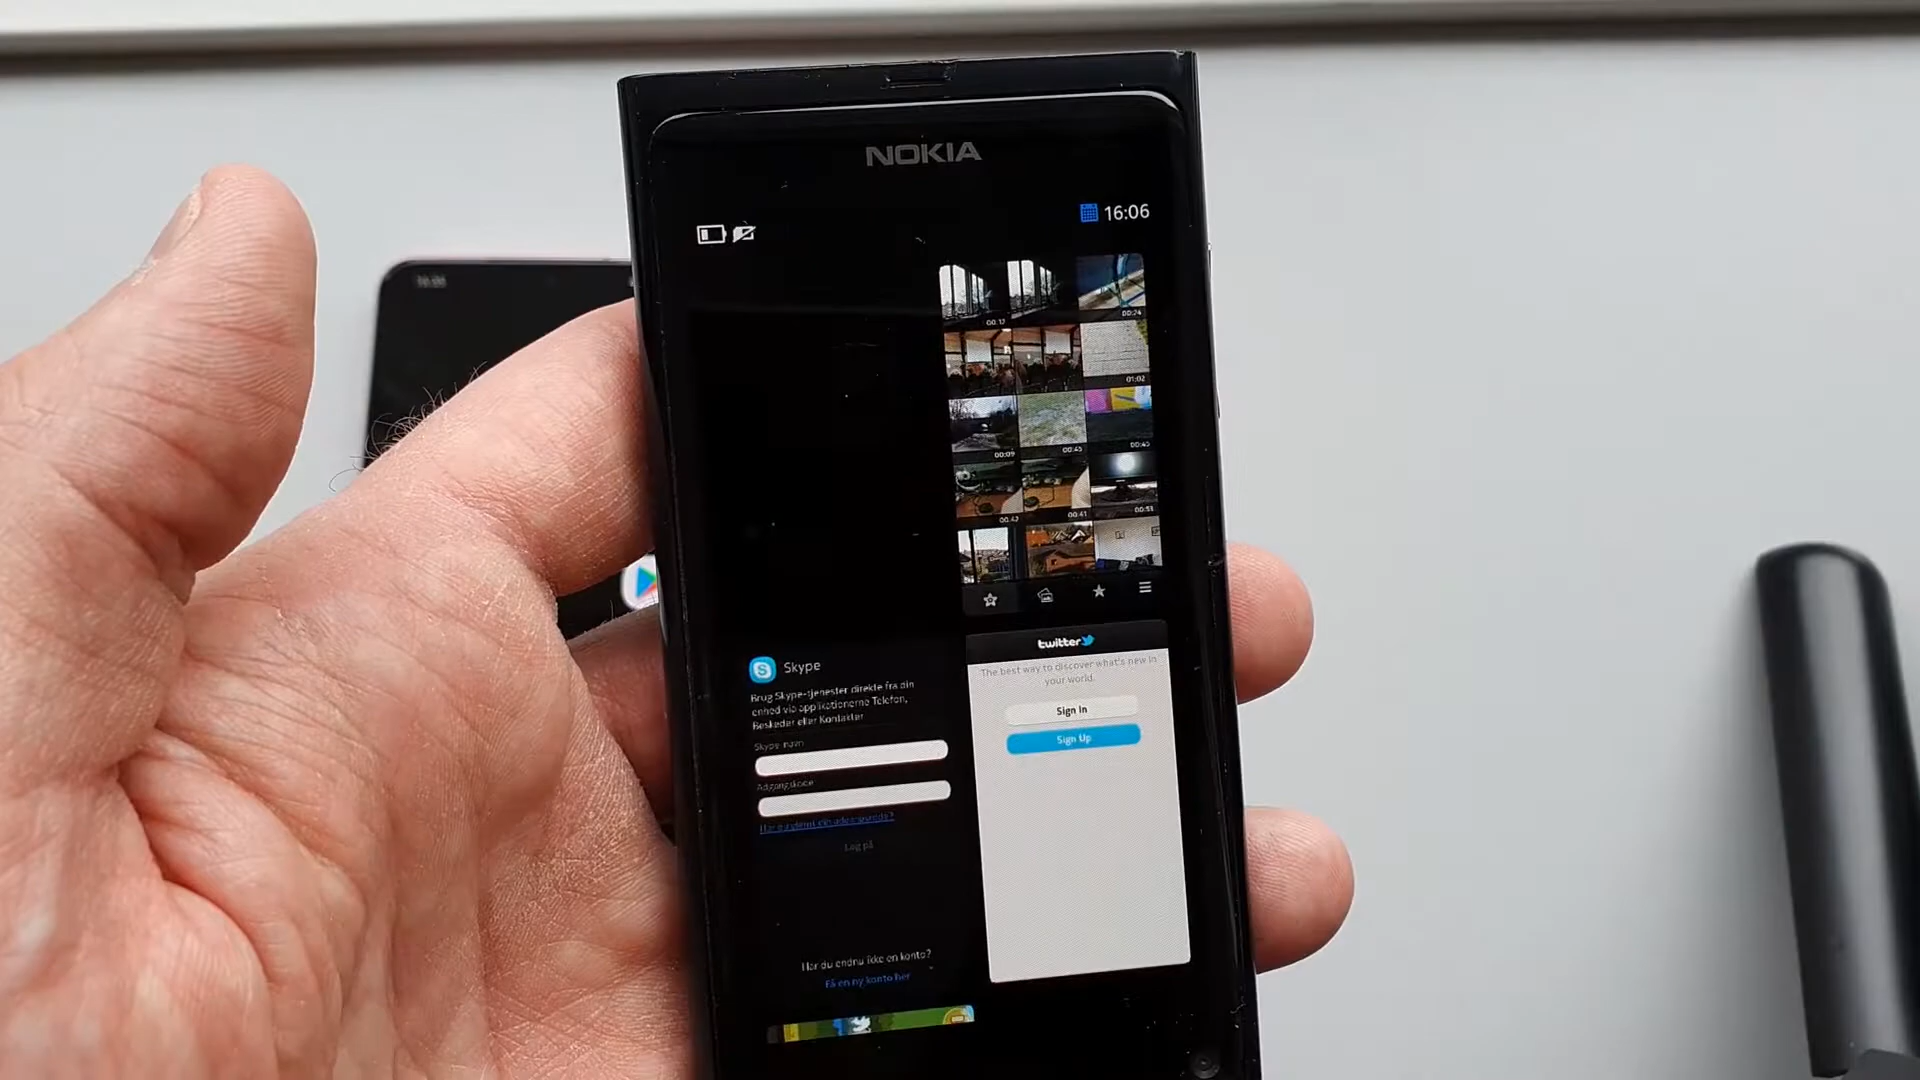 NOKIA
16:06
00:12
00:24
01:02
00:09
00:45
00:42
00:41
00:53
Skype
Brug Skype-tjenester direkte fra din
enhed via applikationerne Telefon,
Beskeder eller Kontakter
Skype-navn
Adgangskode
Log på
Har du endnu ikke en konto?
Få en ny konto her
twitter
The best way to discover what's new in
your world.
Sign In
Sign Up